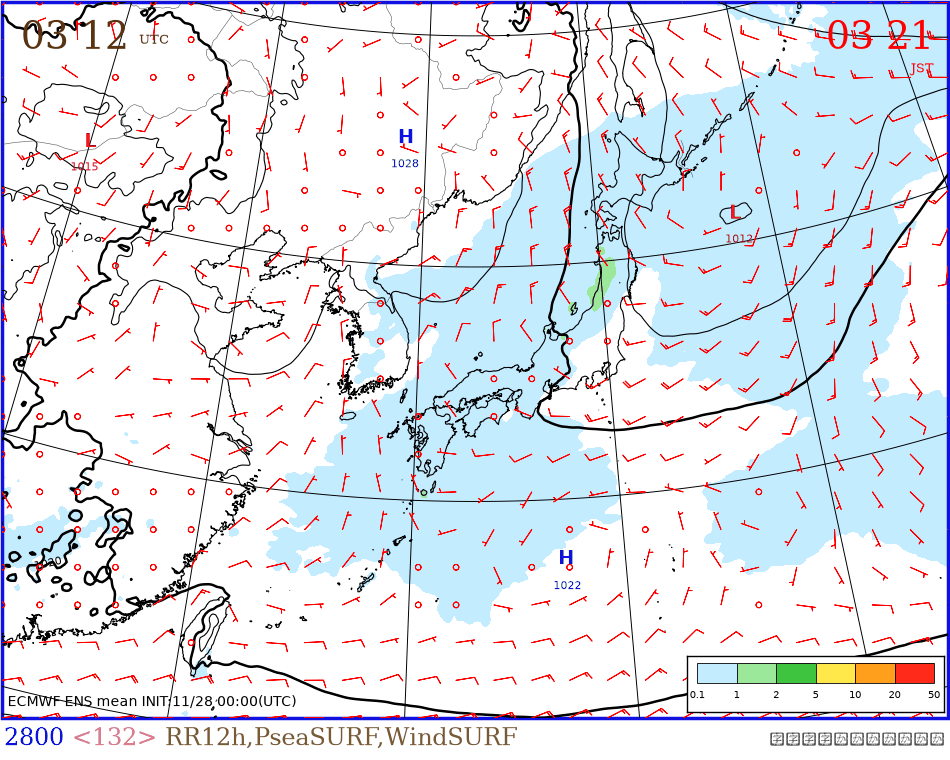 03 12 UTC
03 21
JST
L
1015
H
1028
L
1012
H
1022
0.1 1 2 5 10 20 50
ECMWF ENS mean INIT:11/28,00:00(UTC)
2800 <132> RR12h,PseaSURF,WindSURF